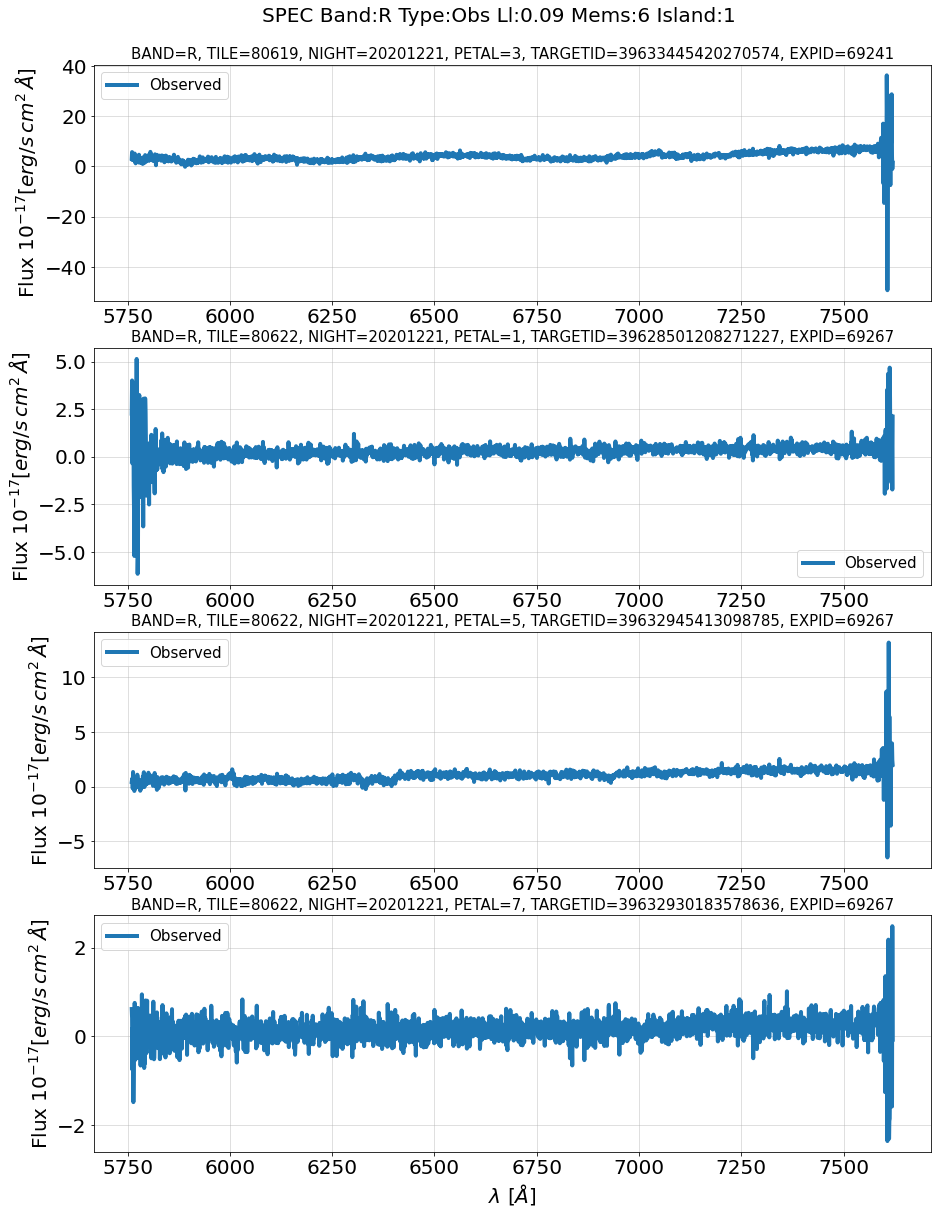 SPEC Band:R Type:Obs Ll:0.09 Mems:6 Island:1
BAND=R, TILE=80619, NIGHT=20201221, PETAL=3, TARGETID=39633445420270574, EXPID=69241
Flux 10^{-17}[erg/s cm^2 Å]
40
20
0
−20
−40
Observed
5750 6000 6250 6500 6750 7000 7250 7500
BAND=R, TILE=80622, NIGHT=20201221, PETAL=1, TARGETID=39628501208271227, EXPID=69267
Flux 10^{-17}[erg/s cm^2 Å]
5.0
2.5
0.0
−2.5
−5.0
Observed
5750 6000 6250 6500 6750 7000 7250 7500
BAND=R, TILE=80622, NIGHT=20201221, PETAL=5, TARGETID=39632945413098785, EXPID=69267
Flux 10^{-17}[erg/s cm^2 Å]
10
5
0
−5
Observed
5750 6000 6250 6500 6750 7000 7250 7500
BAND=R, TILE=80622, NIGHT=20201221, PETAL=7, TARGETID=39632930183578636, EXPID=69267
Flux 10^{-17}[erg/s cm^2 Å]
2
0
−2
Observed
5750 6000 6250 6500 6750 7000 7250 7500
λ [Å]